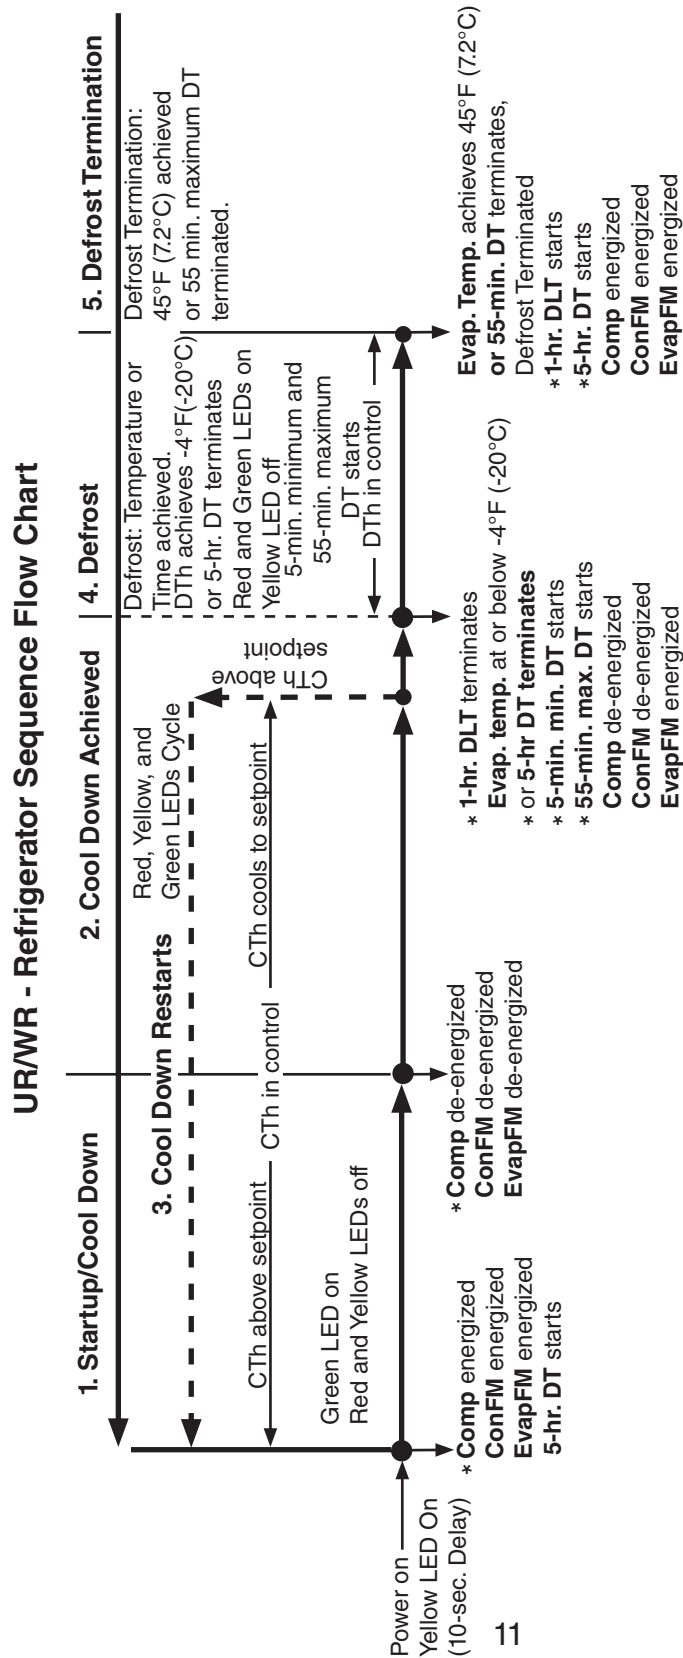 UR/WR - Refrigerator Sequence Flow Chart
1. Startup/Cool Down
2. Cool Down Achieved
4. Defrost
5. Defrost Termination
3. Cool Down Restarts
Red, Yellow, and
Green LEDs Cycle
CTh above
setpoint
Defrost: Temperature or
Time achieved.
DTh achieves -4°F(-20°C)
or 5-hr. DT terminates
Red and Green LEDs on
Yellow LED off
5-min. minimum and
55-min. maximum
DT starts
DTh in control
Defrost Termination:
45°F (7.2°C) achieved
or 55 min. maximum DT
terminated.
CTh above setpoint
CTh in control
CTh cools to setpoint
Green LED on
Red and Yellow LEDs off
Power on
Yellow LED On
(10-sec. Delay)
* Comp energized
ConFM energized
EvapFM energized
5-hr. DT starts
* Comp de-energized
ConFM de-energized
EvapFM de-energized
* 1-hr. DLT terminates
Evap. temp. at or below -4°F (-20°C)
* or 5-hr DT terminates
* 5-min. min. DT starts
* 55-min. max. DT starts
Comp de-energized
ConFM de-energized
EvapFM energized
Evap. Temp. achieves 45°F (7.2°C)
or 55-min. DT terminates,
Defrost Terminated
* 1-hr. DLT starts
* 5-hr. DT starts
Comp energized
ConFM energized
EvapFM energized
11